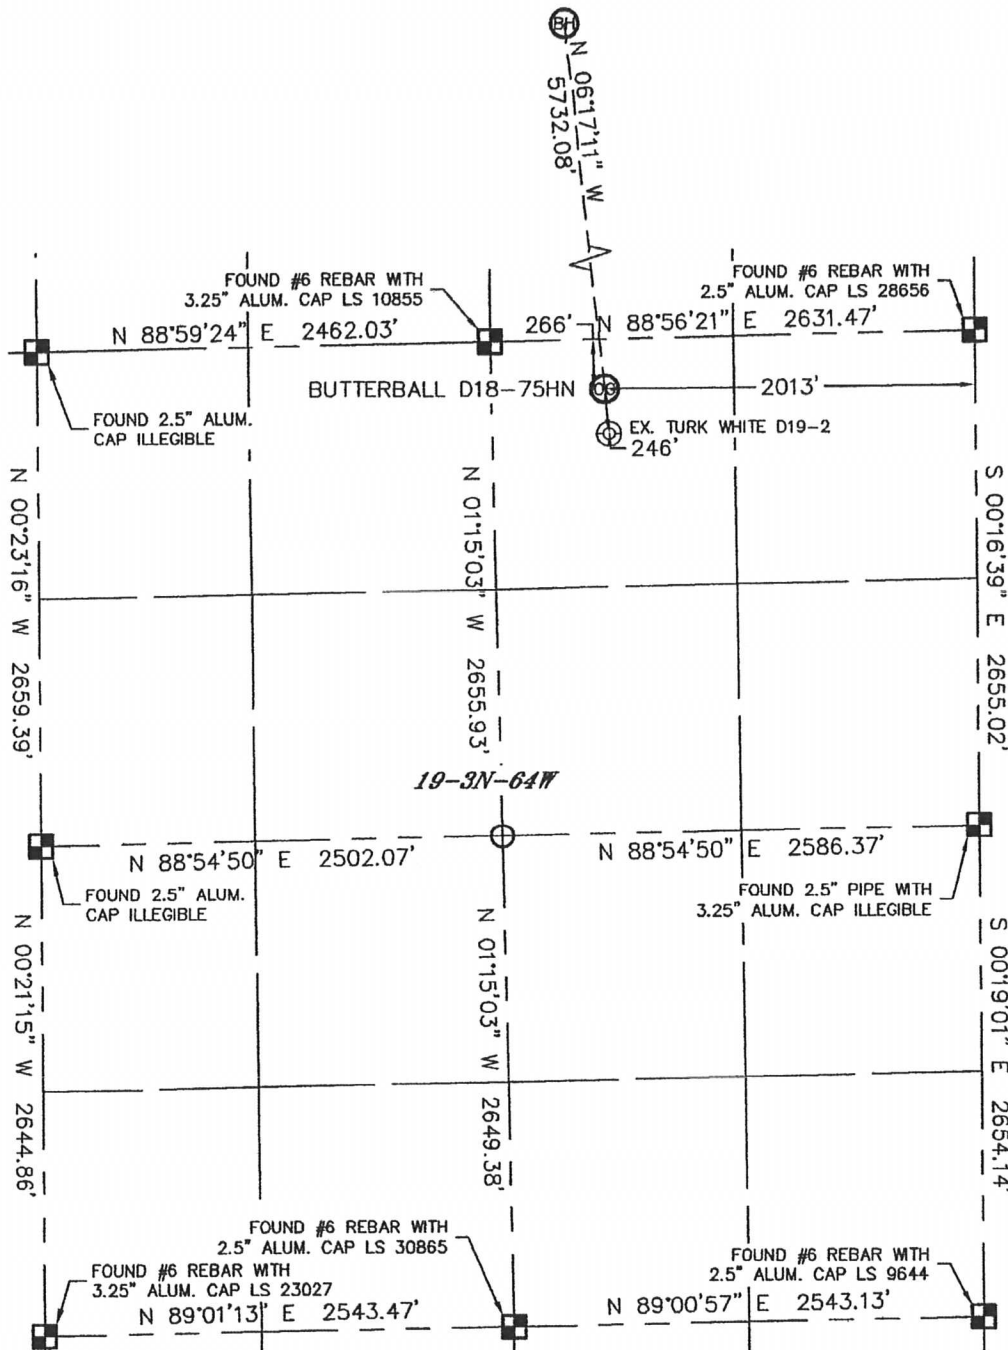 BH
N 06°17'11" W
5732.08'
FOUND #6 REBAR WITH
3.25" ALUM. CAP LS 10855
FOUND #6 REBAR WITH
2.5" ALUM. CAP LS 28656
N 88°59'24" E 2462.03'
266'
N 88°56'21" E 2631.47'
BUTTERBALL D18-75HN
OG
2013'
FOUND 2.5" ALUM.
CAP ILLEGIBLE
EX. TURK WHITE D19-2
246'
N 00°23'16" W 2659.39'
N 01°15'03" W 2655.93'
S 00°16'39" E 2655.02'
19-3N-64W
N 88°54'50" E 2502.07'
N 88°54'50" E 2586.37'
FOUND 2.5" ALUM.
CAP ILLEGIBLE
FOUND 2.5" PIPE WITH
3.25" ALUM. CAP ILLEGIBLE
N 00°21'15" W 2644.86'
N 01°15'03" W 2649.38'
S 00°19'01" E 2654.14'
FOUND #6 REBAR WITH
2.5" ALUM. CAP LS 30865
FOUND #6 REBAR WITH
3.25" ALUM. CAP LS 23027
FOUND #6 REBAR WITH
2.5" ALUM. CAP LS 9644
N 89°01'13' E 2543.47'
N 89°00'57" E 2543.13'